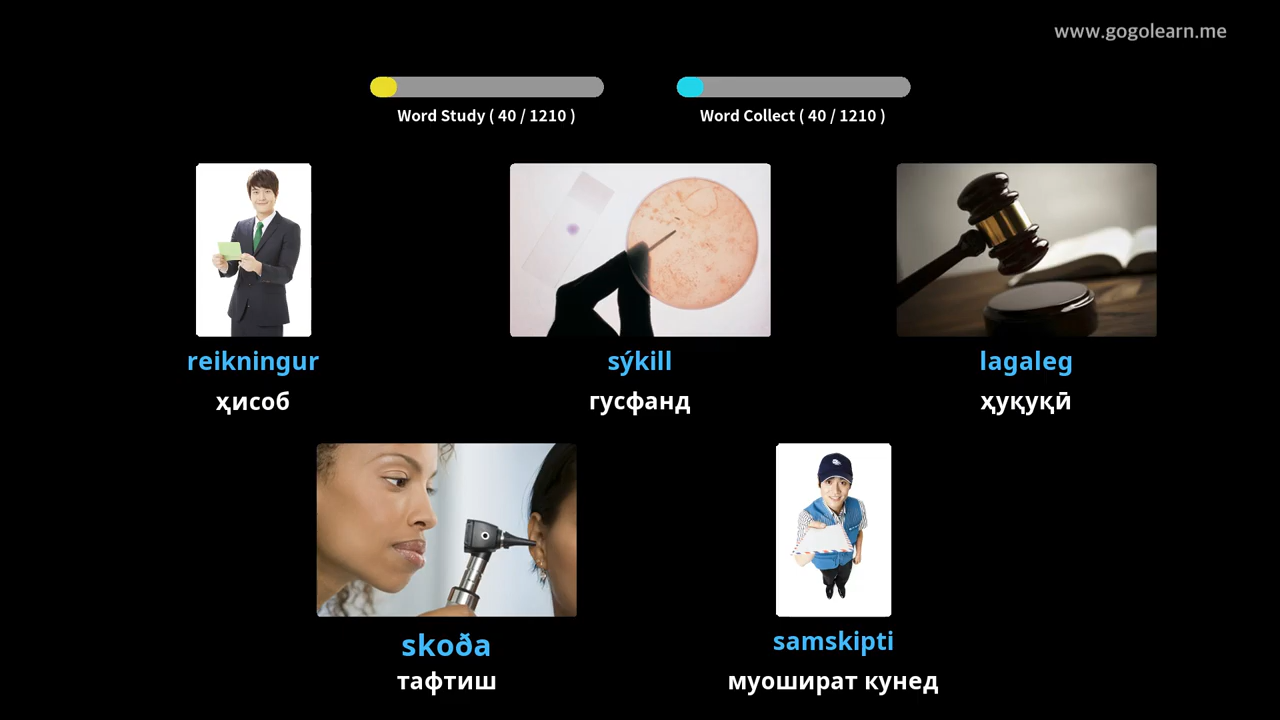 www.gogolearn.me
Word Study ( 40 / 1210 )
Word Collect ( 40 / 1210 )
reikningur
ҳисоб
sýkill
гусфанд
lagaleg
ҳуқуқӣ
skoða
тафтиш
samskipti
муошират кунед